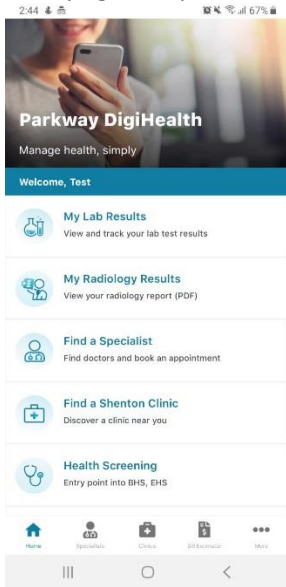 2:44
67%
Parkway DigiHealth
Manage health, simply
Welcome, Test
My Lab Results
View and track your lab test results
My Radiology Results
View your radiology report (PDF)
Find a Specialist
Find doctors and book an appointment
Find a Shenton Clinic
Discover a clinic near you
Health Screening
Entry point into BHS, EHS
Home
Specialists
Clinics
Bill Estimator
More